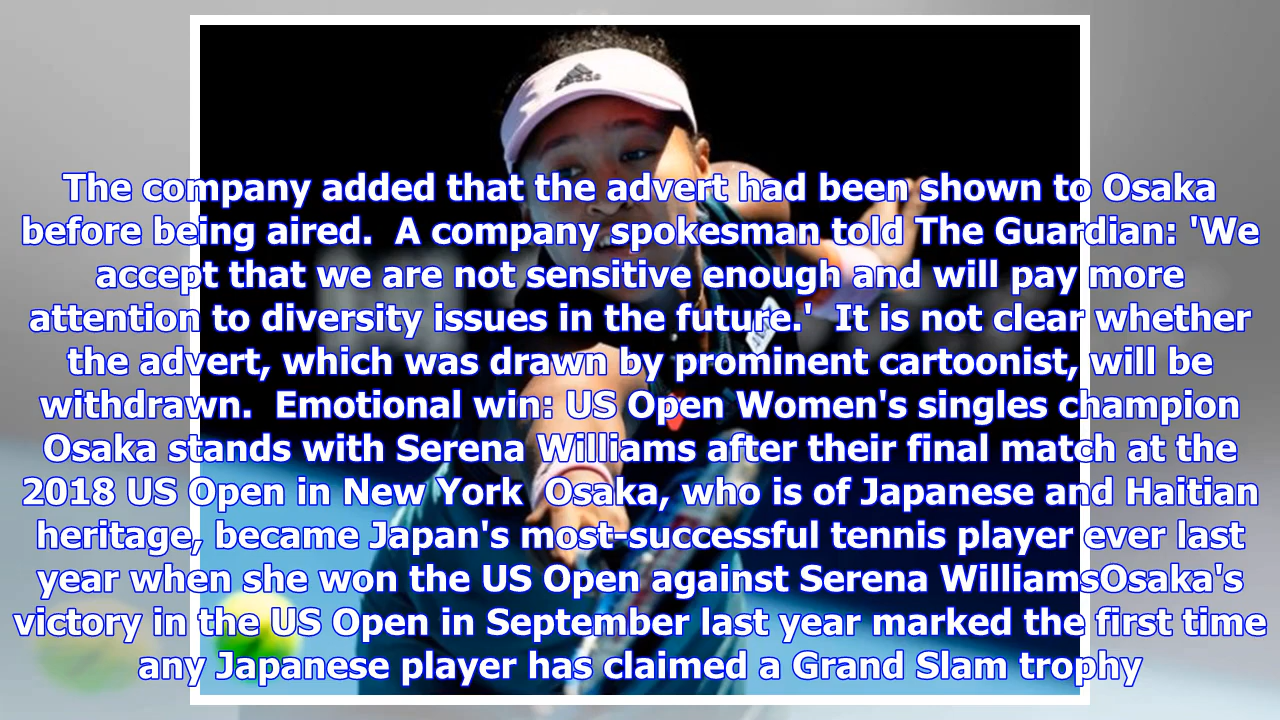 adidas
The company added that the advert had been shown to Osaka
before being aired.  A company spokesman told The Guardian: 'We
accept that we are not sensitive enough and will pay more
attention to diversity issues in the future.'  It is not clear whether
the advert, which was drawn by prominent cartoonist, will be
withdrawn.  Emotional win: US Open Women's singles champion
Osaka stands with Serena Williams after their final match at the
2018 US Open in New York  Osaka, who is of Japanese and Haitian
heritage, became Japan's most-successful tennis player ever last
year when she won the US Open against Serena WilliamsOsaka's
victory in the US Open in September last year marked the first time
any Japanese player has claimed a Grand Slam trophy